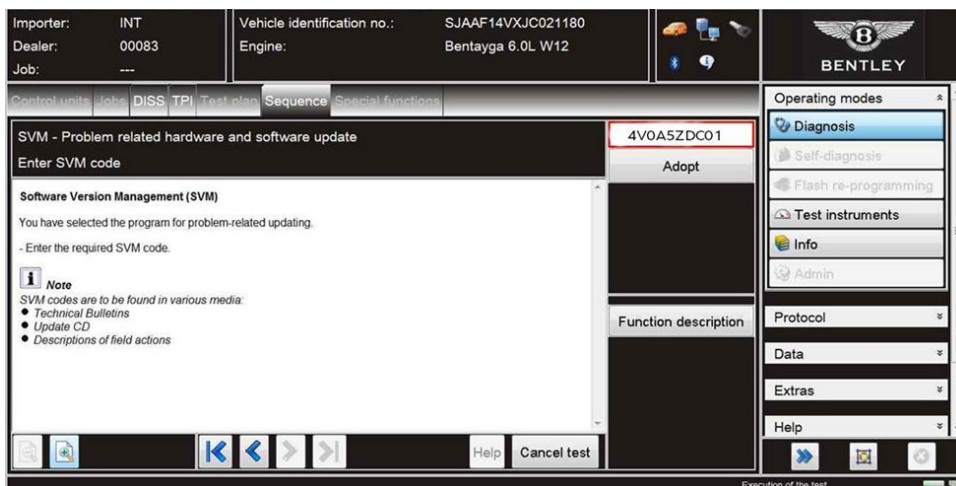 Importer: INT
Dealer: 00083
Job: ---
Vehicle identification no.: SJAAF14VXJC021180
Engine: Bentayga 6.0L W12
B
BENTLEY
Control units Jobs DISS TPI Test plan Sequence Special functions
SVM - Problem related hardware and software update
Enter SVM code
4V0A5ZDC01
Adopt
Software Version Management (SVM)
You have selected the program for problem-related updating.
- Enter the required SVM code.
i Note
SVM codes are to be found in various media:
● Technical Bulletins
● Update CD
● Descriptions of field actions
Function description
Help
Cancel test
Operating modes
Diagnosis
Self-diagnosis
Flash re-programming
Test instruments
Info
Admin
Protocol
Data
Extras
Help
Execution of the test